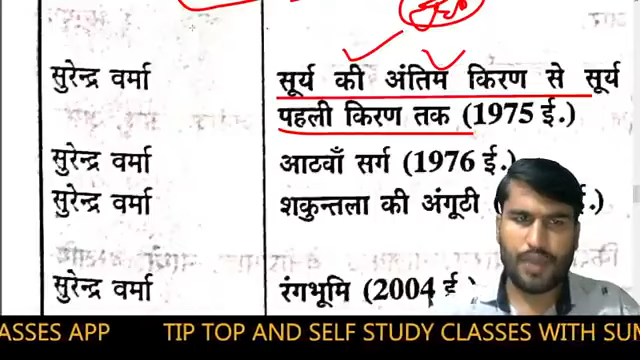 सुरेन्द्र वर्मा सूर्य की अंतिम किरण से सूर्य
पहली किरण तक (1975 ई.)
सुरेन्द्र वर्मा आठवाँ सर्ग (1976 ई.)
सुरेन्द्र वर्मा शकुन्तला की अंगूठी .)
सुरेन्द्र वर्मा रंगभूमि (2004 ई
ASSES APP TIP TOP AND SELF STUDY CLASSES WITH SUM